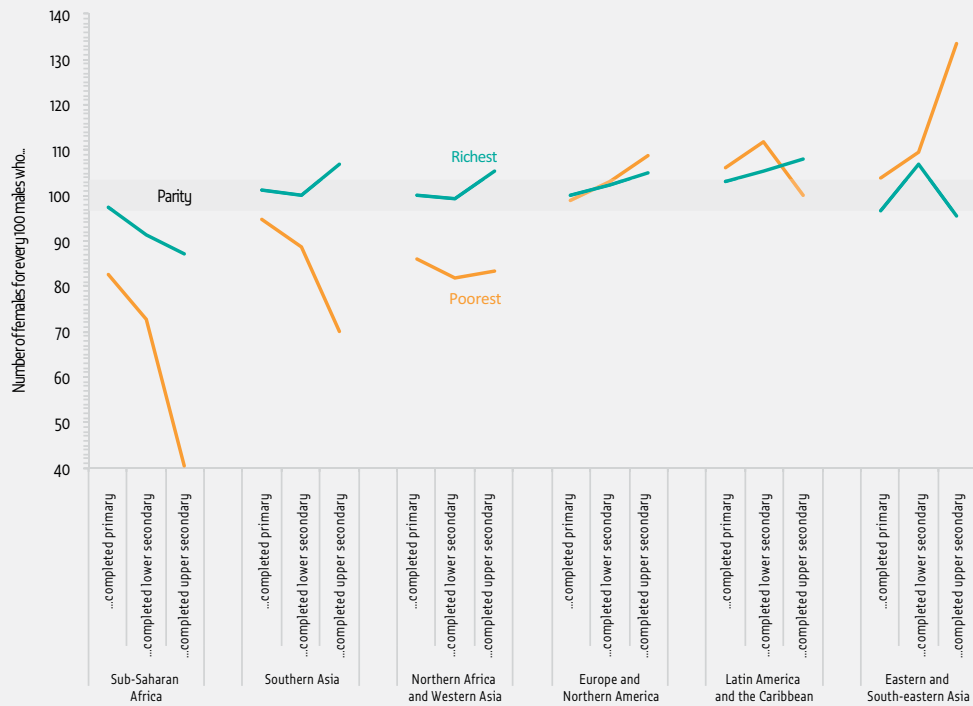 Number of females for every 100 males who...
140
130
120
110
100
90
80
70
60
50
40
Parity
Richest
Poorest
...completed primary
...completed lower secondary
...completed upper secondary
Sub-Saharan
Africa
...completed primary
...completed lower secondary
...completed upper secondary
Southern Asia
...completed primary
...completed lower secondary
...completed upper secondary
Northern Africa
and Western Asia
...completed primary
...completed lower secondary
...completed upper secondary
Europe and
Northern America
...completed primary
...completed lower secondary
...completed upper secondary
Latin America
and the Caribbean
...completed primary
...completed lower secondary
...completed upper secondary
Eastern and
South-eastern Asia